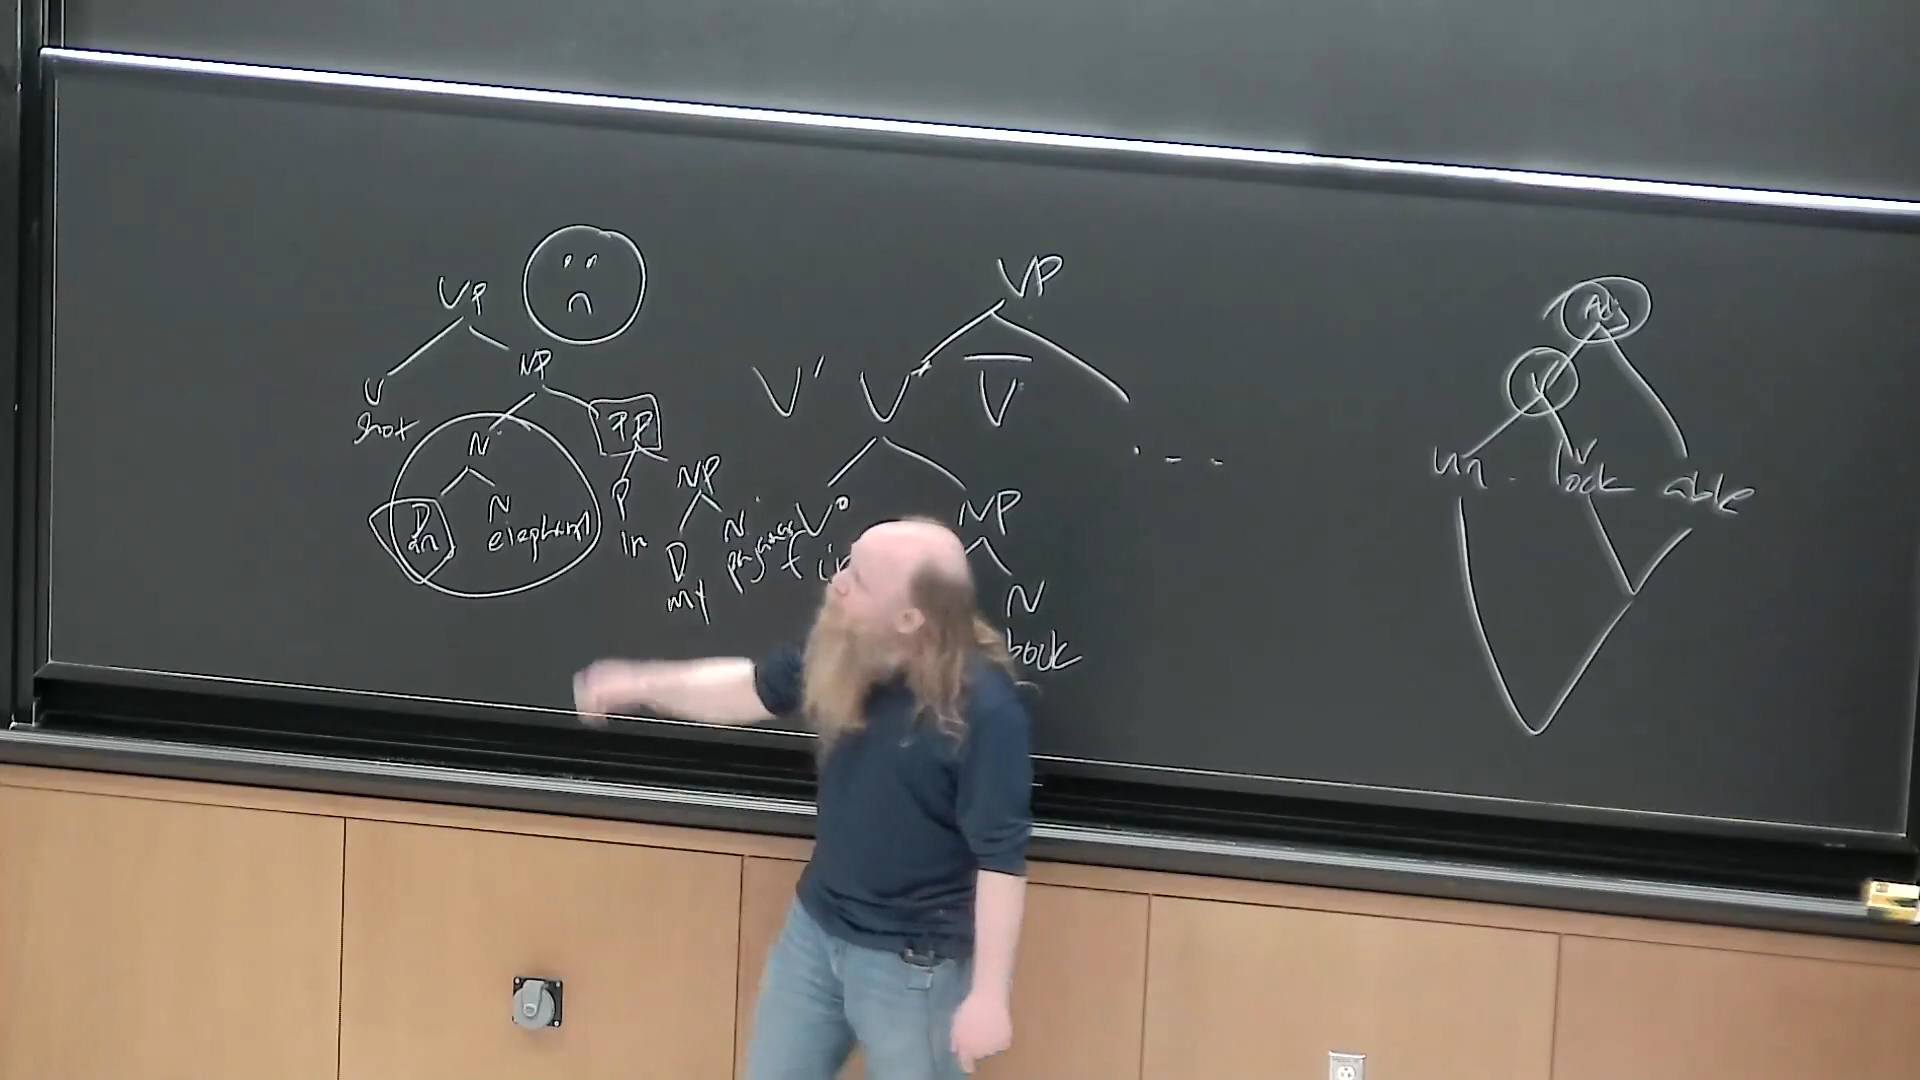 VP
V
shot
NP
N'
D
an
N
elephant
PP
P
in
NP
D
my
N
pajamas
VP
V'
V'
V
V°
NP
N
book
...
Adj
V
un - lock able
V